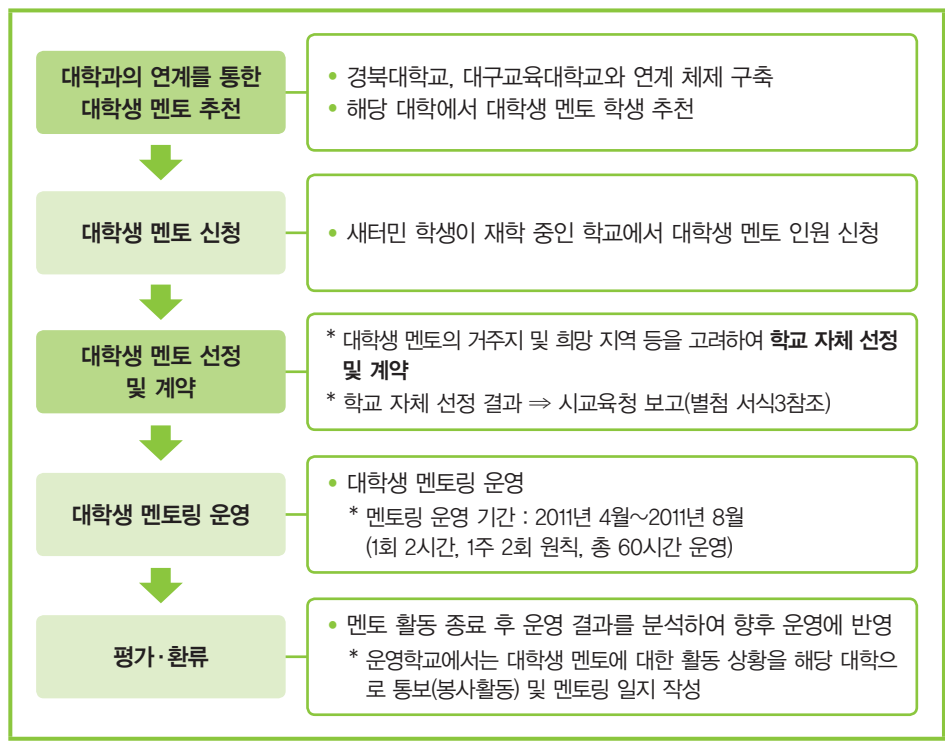 대학과의 연계를 통한
대학생 멘토 추천
• 경북대학교, 대구교육대학교와 연계 체제 구축
• 해당 대학에서 대학생 멘토 학생 추천
대학생 멘토 신청
• 새터민 학생이 재학 중인 학교에서 대학생 멘토 인원 신청
대학생 멘토 선정
및 계약
* 대학생 멘토의 거주지 및 희망 지역 등을 고려하여 학교 자체 선정
및 계약
* 학교 자체 선정 결과 ⇒ 시교육청 보고(별첨 서식3참조)
대학생 멘토링 운영
• 대학생 멘토링 운영
* 멘토링 운영 기간 : 2011년 4월~2011년 8월
(1회 2시간, 1주 2회 원칙, 총 60시간 운영)
평가·환류
• 멘토 활동 종료 후 운영 결과를 분석하여 향후 운영에 반영
* 운영학교에서는 대학생 멘토에 대한 활동 상황을 해당 대학으
로 통보(봉사활동) 및 멘토링 일지 작성